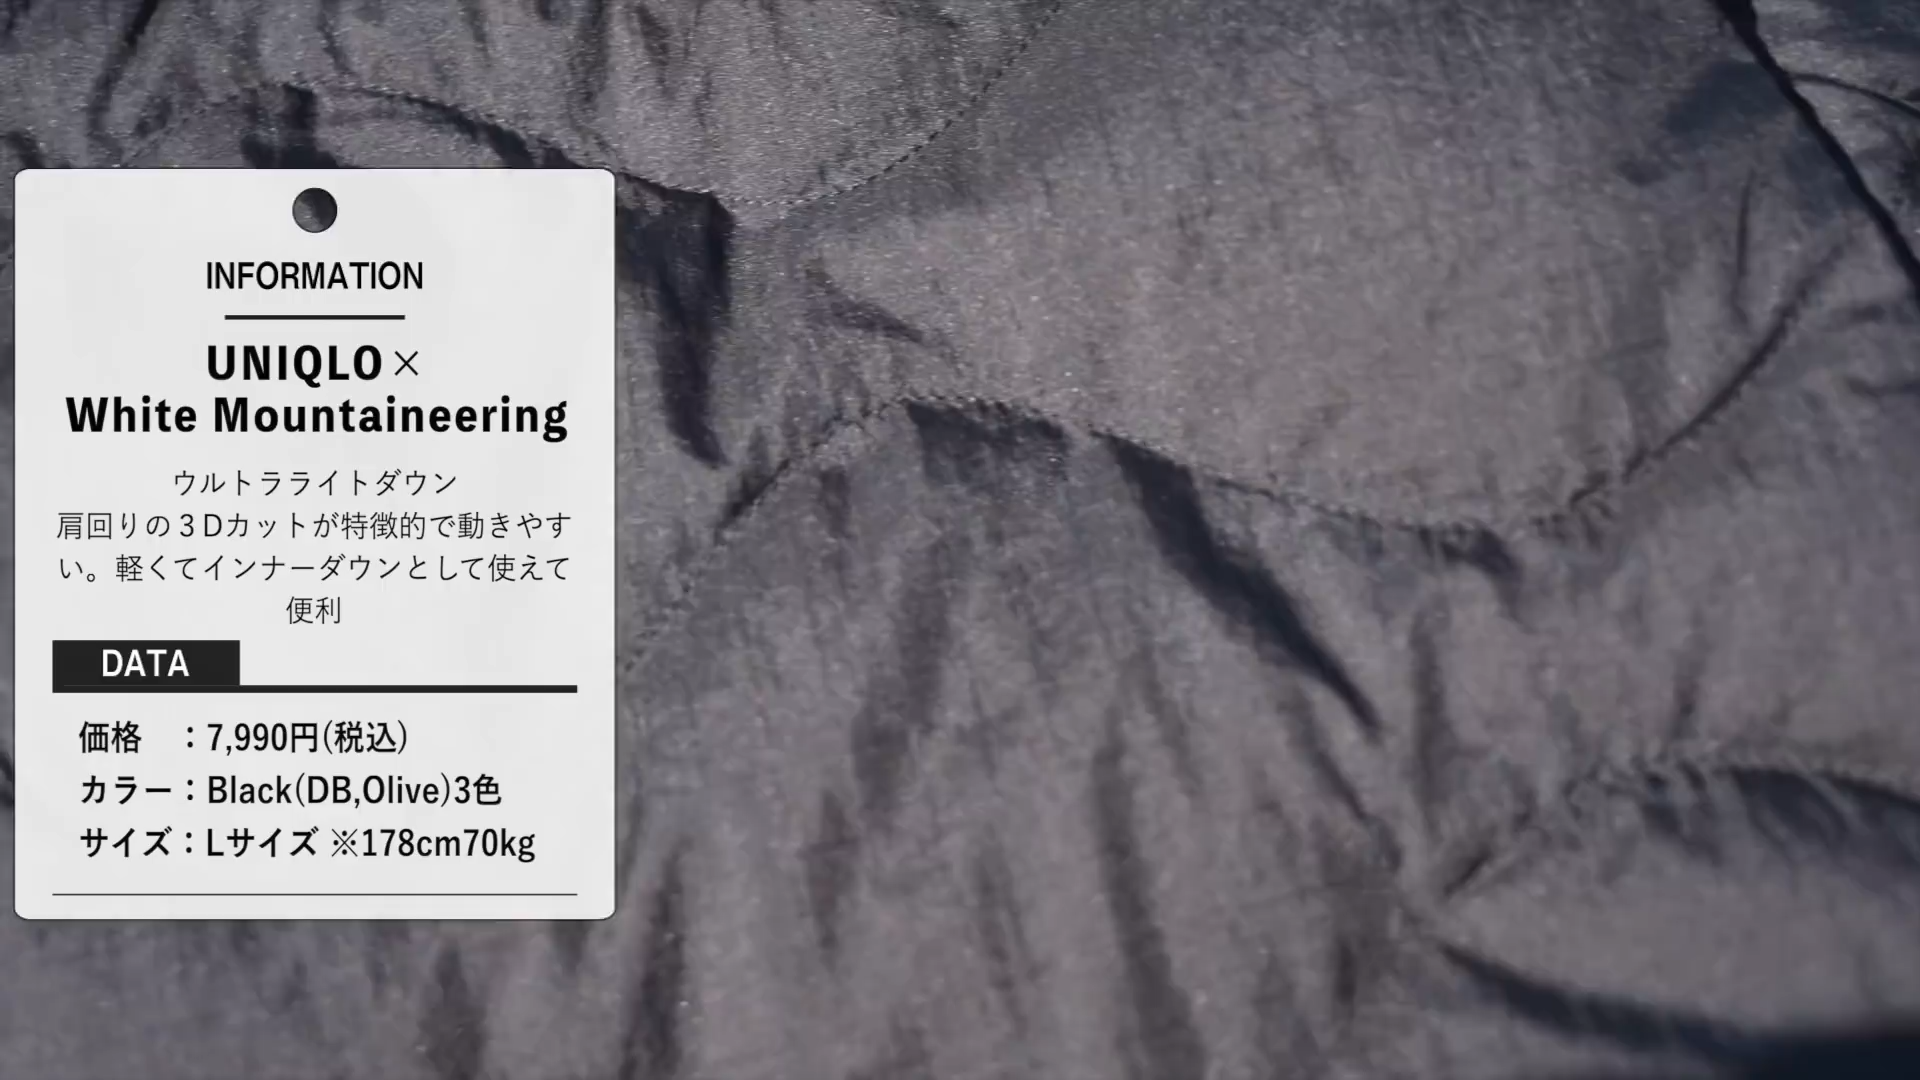 INFORMATION
UNIQLO×
White Mountaineering
ウルトラライトダウン
肩回りの３Dカットが特徴的で動きやす
い。軽くてインナーダウンとして使えて
便利
DATA
価格　：7,990円(税込)
カラー：Black(DB,Olive)3色
サイズ：Lサイズ ※178cm70kg